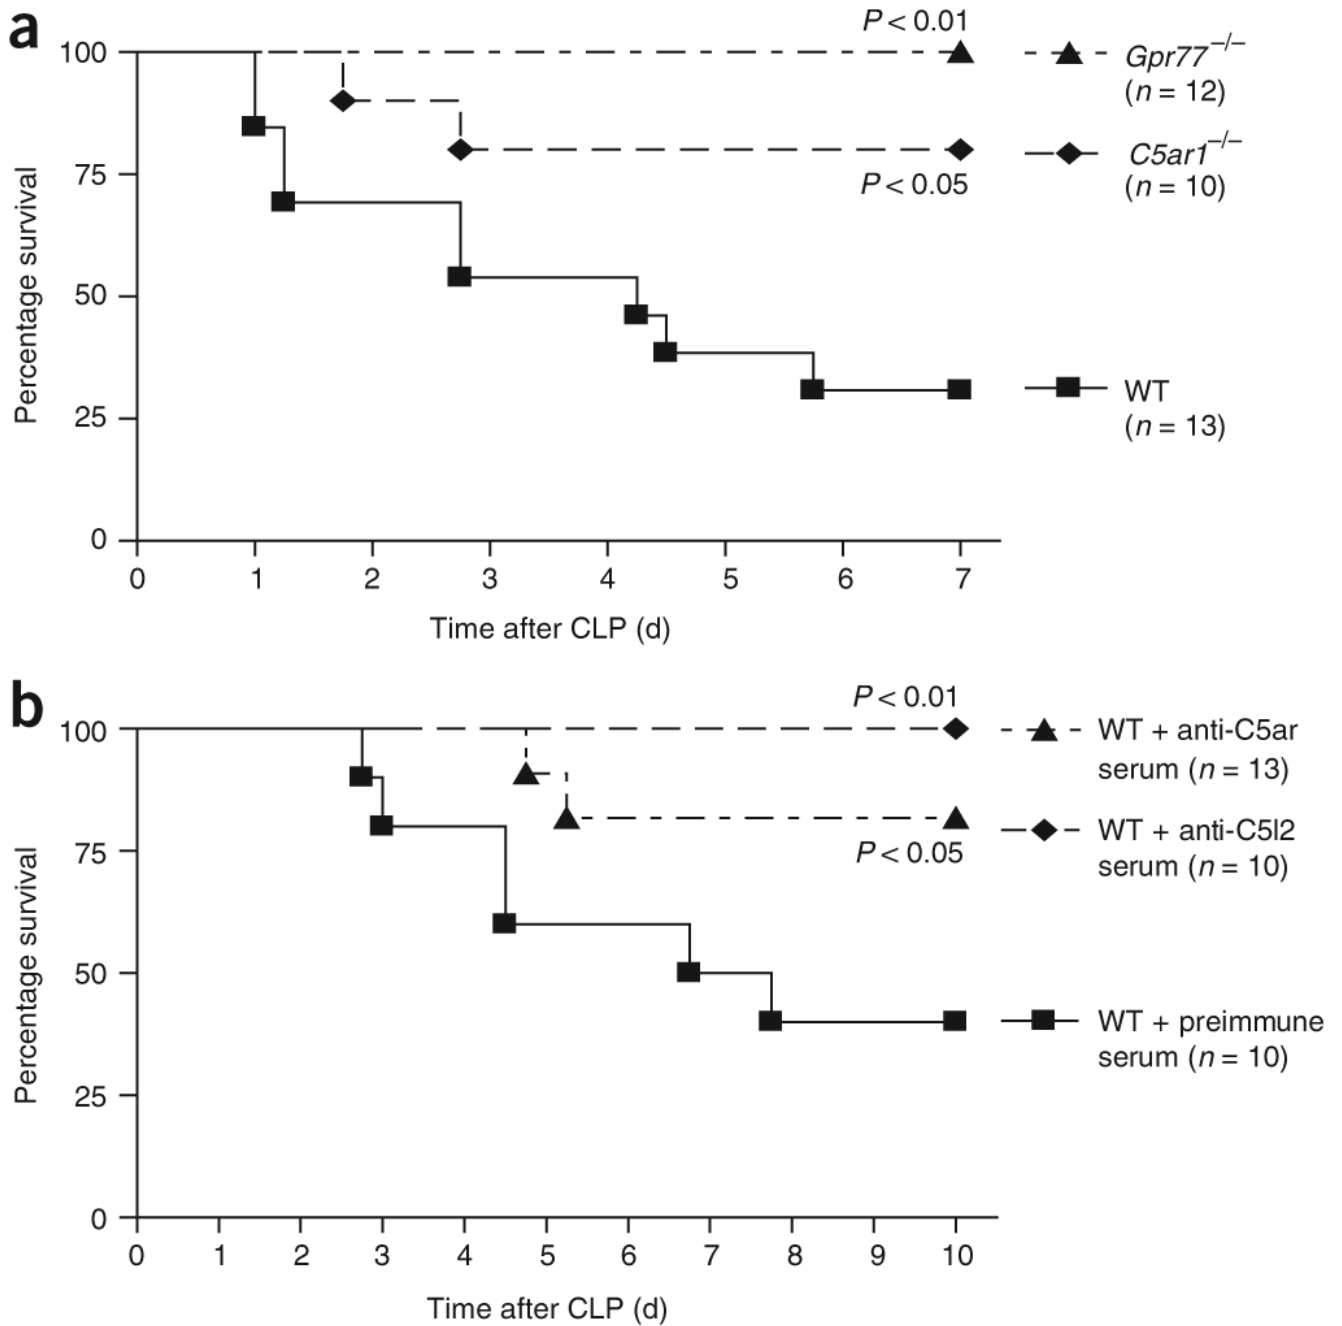 a
P < 0.01
100
75
50
25
0
Percentage survival
P < 0.05
0 1 2 3 4 5 6 7
Time after CLP (d)
Gpr77–/–
(n = 12)
C5ar1–/–
(n = 10)
WT
(n = 13)
b
P < 0.01
100
75
50
25
0
Percentage survival
P < 0.05
0 1 2 3 4 5 6 7 8 9 10
Time after CLP (d)
WT + anti-C5ar
serum (n = 13)
WT + anti-C5l2
serum (n = 10)
WT + preimmune
serum (n = 10)